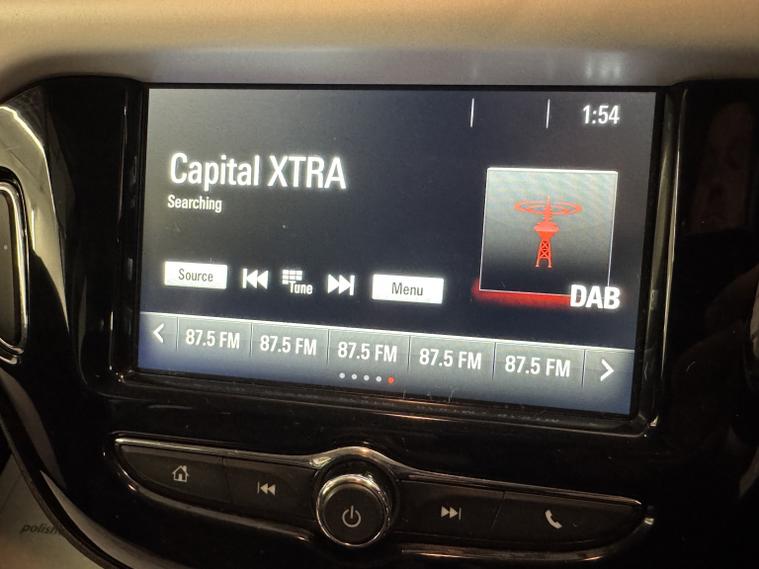 1:54
Capital XTRA
Searching
Source
Tune
Menu
DAB
87.5 FM 87.5 FM 87.5 FM 87.5 FM 87.5 FM